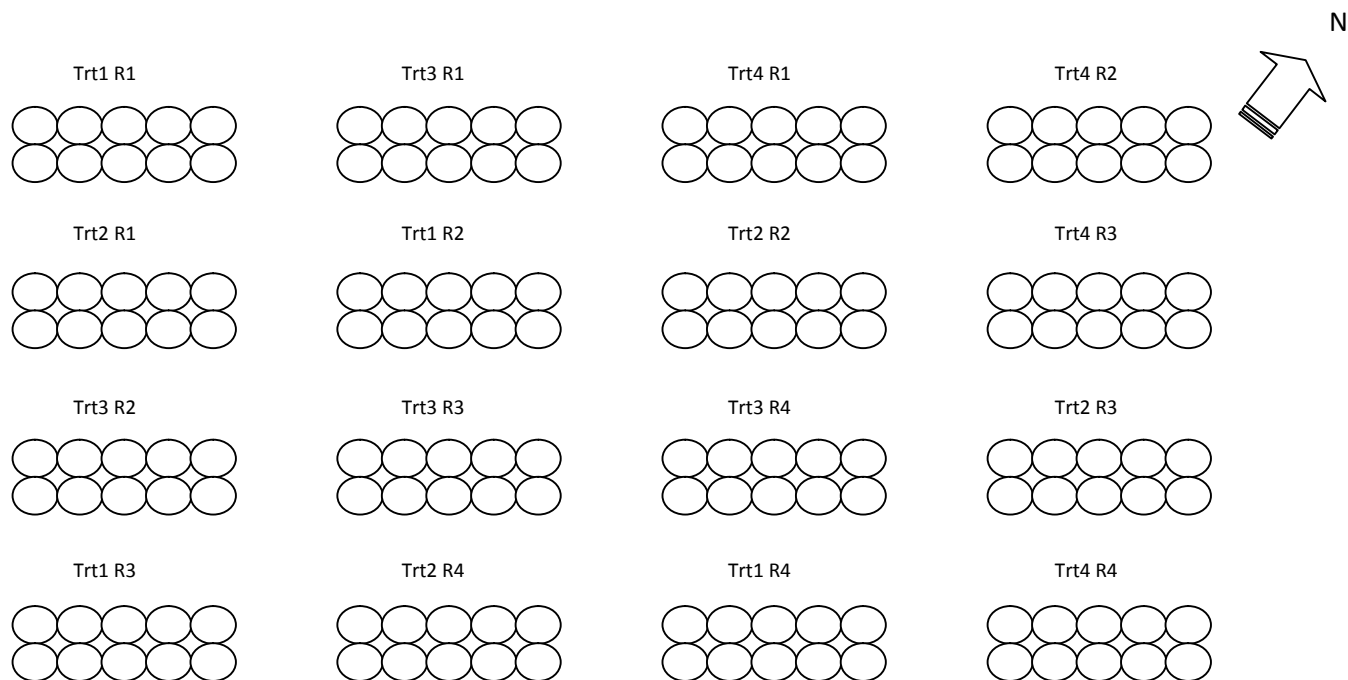 N
Trt1 R1 Trt3 R1 Trt4 R1 Trt4 R2
Trt2 R1 Trt1 R2 Trt2 R2 Trt4 R3
Trt3 R2 Trt3 R3 Trt3 R4 Trt2 R3
Trt1 R3 Trt2 R4 Trt1 R4 Trt4 R4